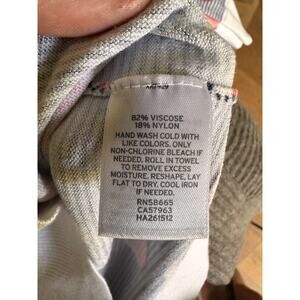 82% VISCOSE
18% NYLON
HAND WASH COLD WITH
LIKE COLORS. ONLY
NON-CHLORINE BLEACH IF
NEEDED. ROLL IN TOWEL
TO REMOVE EXCESS
MOISTURE. RESHAPE, LAY
FLAT TO DRY. COOL IRON
IF NEEDED.
RN58665
CA57963
HA261512